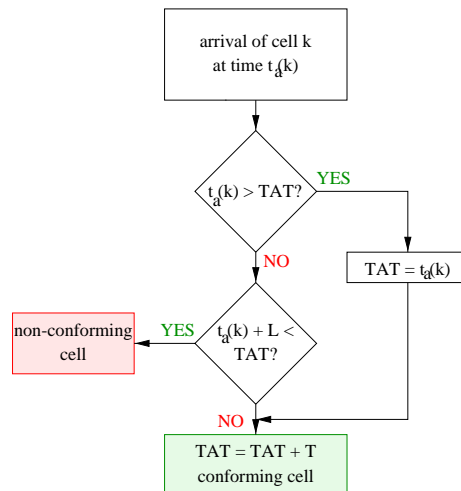 arrival of cell k
at time tₐ(k)
tₐ(k) > TAT?
YES
NO
TAT = tₐ(k)
tₐ(k) + L <
TAT?
YES
non-conforming
cell
NO
TAT = TAT + T
conforming cell